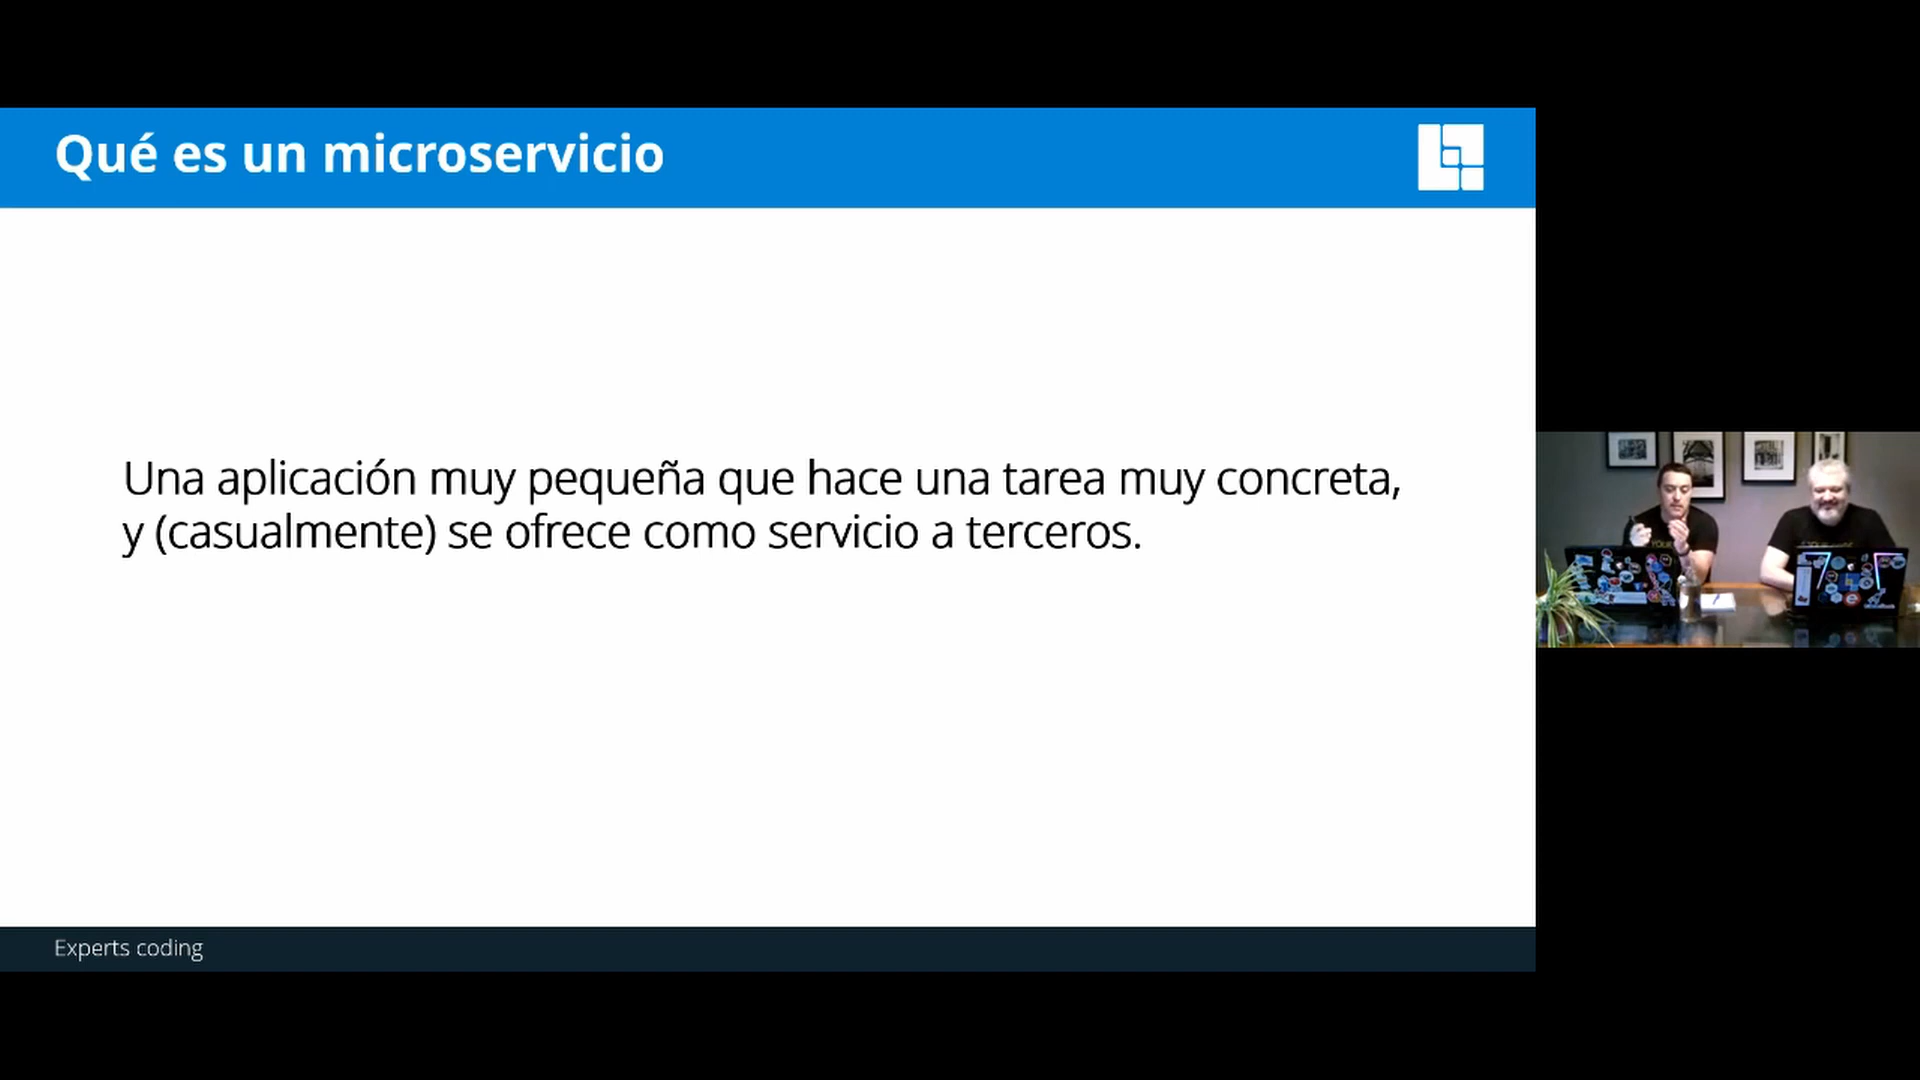 Qué es un microservicio
Una aplicación muy pequeña que hace una tarea muy concreta,
y (casualmente) se ofrece como servicio a terceros.
Experts coding